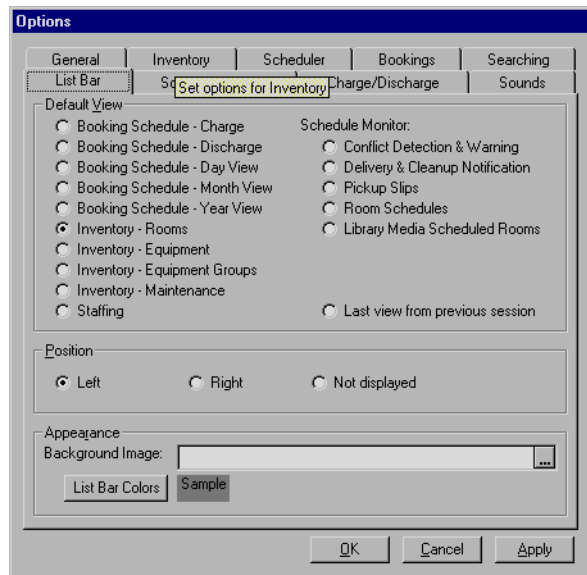 Options
General Inventory Scheduler Bookings Searching
List Bar Charge/Discharge Sounds
Set options for Inventory
Default View
Booking Schedule - Charge Schedule Monitor:
Booking Schedule - Discharge Conflict Detection & Warning
Booking Schedule - Day View Delivery & Cleanup Notification
Booking Schedule - Month View Pickup Slips
Booking Schedule - Year View Room Schedules
Inventory - Rooms Library Media Scheduled Rooms
Inventory - Equipment
Inventory - Equipment Groups
Inventory - Maintenance
Staffing Last view from previous session
Position
Left Right Not displayed
Appearance
Background Image: ...
List Bar Colors Sample
OK Cancel Apply